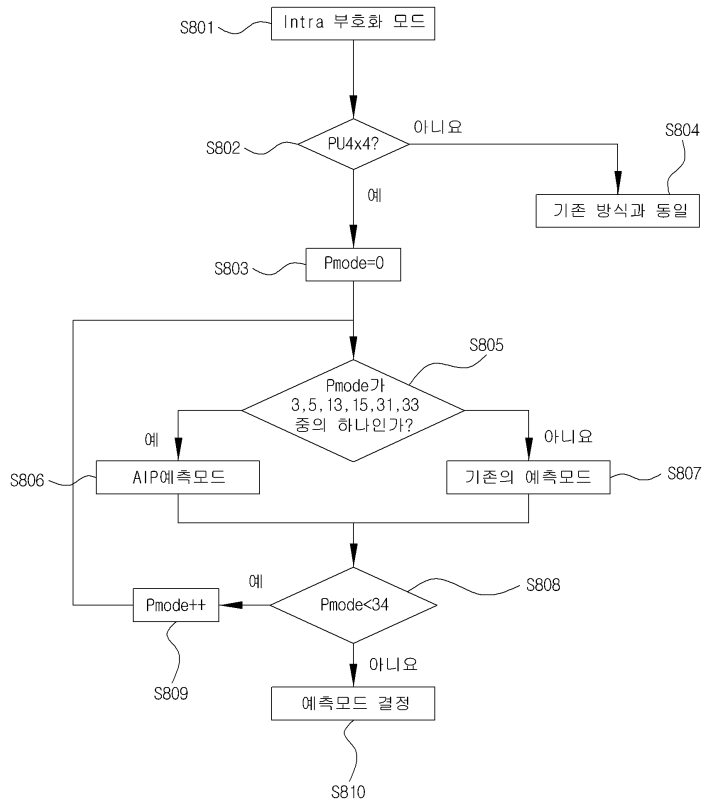 Intra 부호화 모드
S801
PU4x4?
아니요
S802
S804
예
기존 방식과 동일
Pmode=0
S803
S805
Pmode가
3,5,13,15,31,33
중의 하나인가?
예
아니요
S806
AIP예측모드
기존의 예측모드
S807
예
S808
Pmode++
Pmode<34
아니요
S809
예측모드 결정
S810